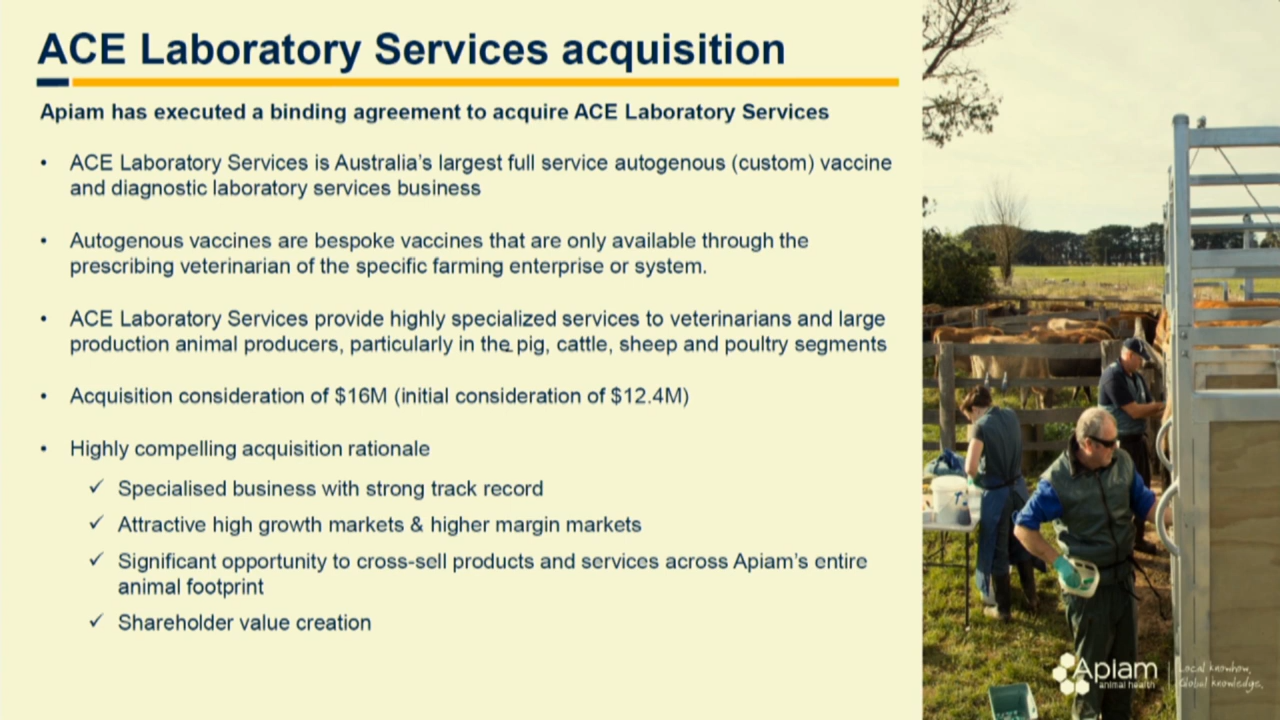 ACE Laboratory Services acquisition
Apiam has executed a binding agreement to acquire ACE Laboratory Services
• ACE Laboratory Services is Australia's largest full service autogenous (custom) vaccine
and diagnostic laboratory services business
• Autogenous vaccines are bespoke vaccines that are only available through the
prescribing veterinarian of the specific farming enterprise or system.
• ACE Laboratory Services provide highly specialized services to veterinarians and large
production animal producers, particularly in the pig, cattle, sheep and poultry segments
• Acquisition consideration of $16M (initial consideration of $12.4M)
• Highly compelling acquisition rationale
✓ Specialised business with strong track record
✓ Attractive high growth markets & higher margin markets
✓ Significant opportunity to cross-sell products and services across Apiam's entire
animal footprint
✓ Shareholder value creation
Apiam
animal health
Local knowhow,
Global knowledge.